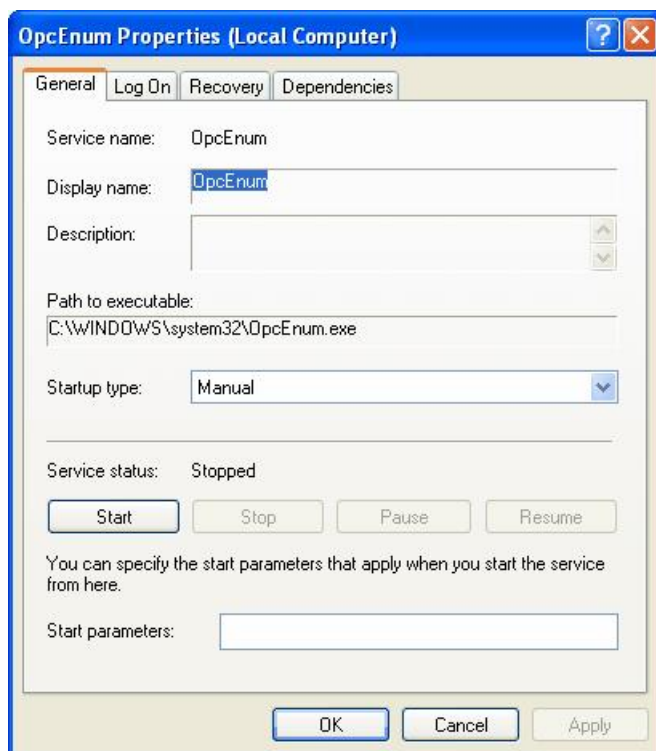 OpcEnum Properties (Local Computer)
General Log On Recovery Dependencies
Service name: OpcEnum
Display name: OpcEnum
Description:
Path to executable:
C:\WINDOWS\system32\OpcEnum.exe
Startup type: Manual
Service status: Stopped
Start Stop Pause Resume
You can specify the start parameters that apply when you start the service
from here.
Start parameters:
OK Cancel Apply